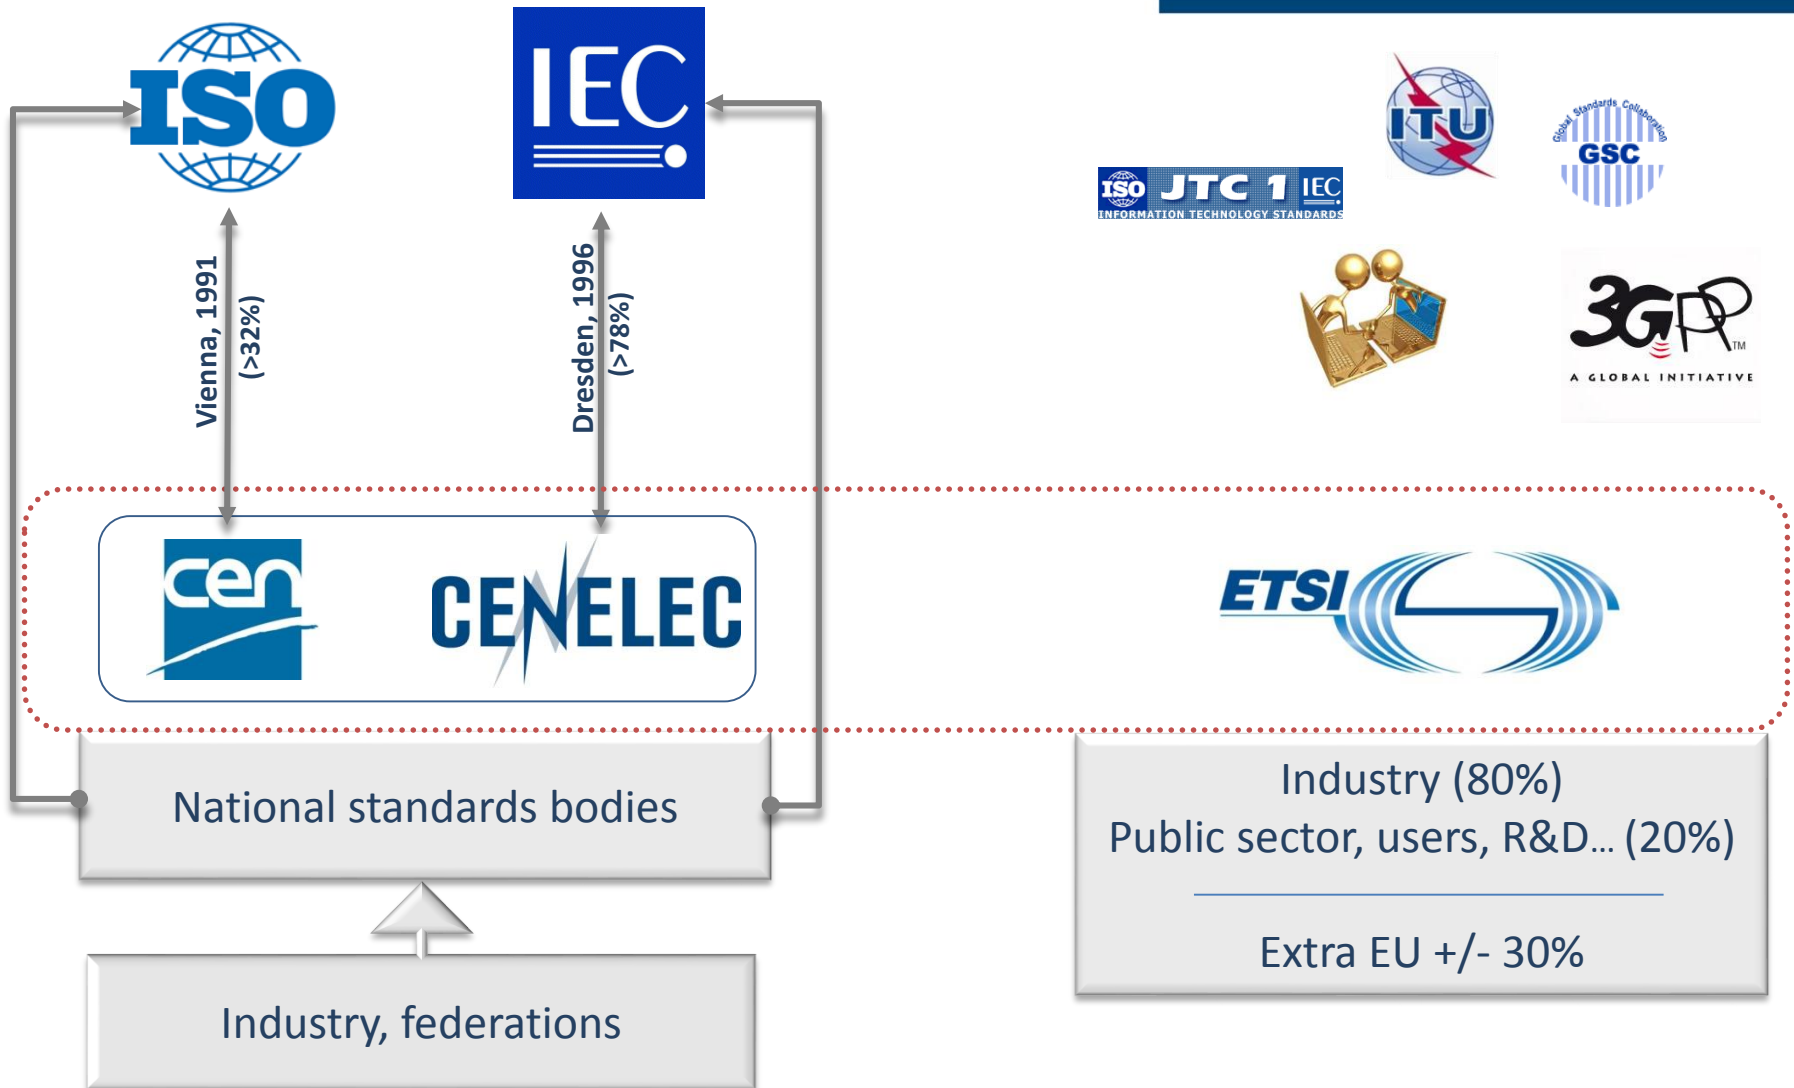 ISO
IEC
ITU
Global Standards Collaboration
GSC
ISO JTC 1 IEC
INFORMATION TECHNOLOGY STANDARDS
Vienna, 1991
(>32%)
Dresden, 1996
(>78%)
3GPP
TM
A GLOBAL INITIATIVE
cen
CENELEC
ETSI
National standards bodies
Industry (80%)
Public sector, users, R&D... (20%)
Extra EU +/- 30%
Industry, federations